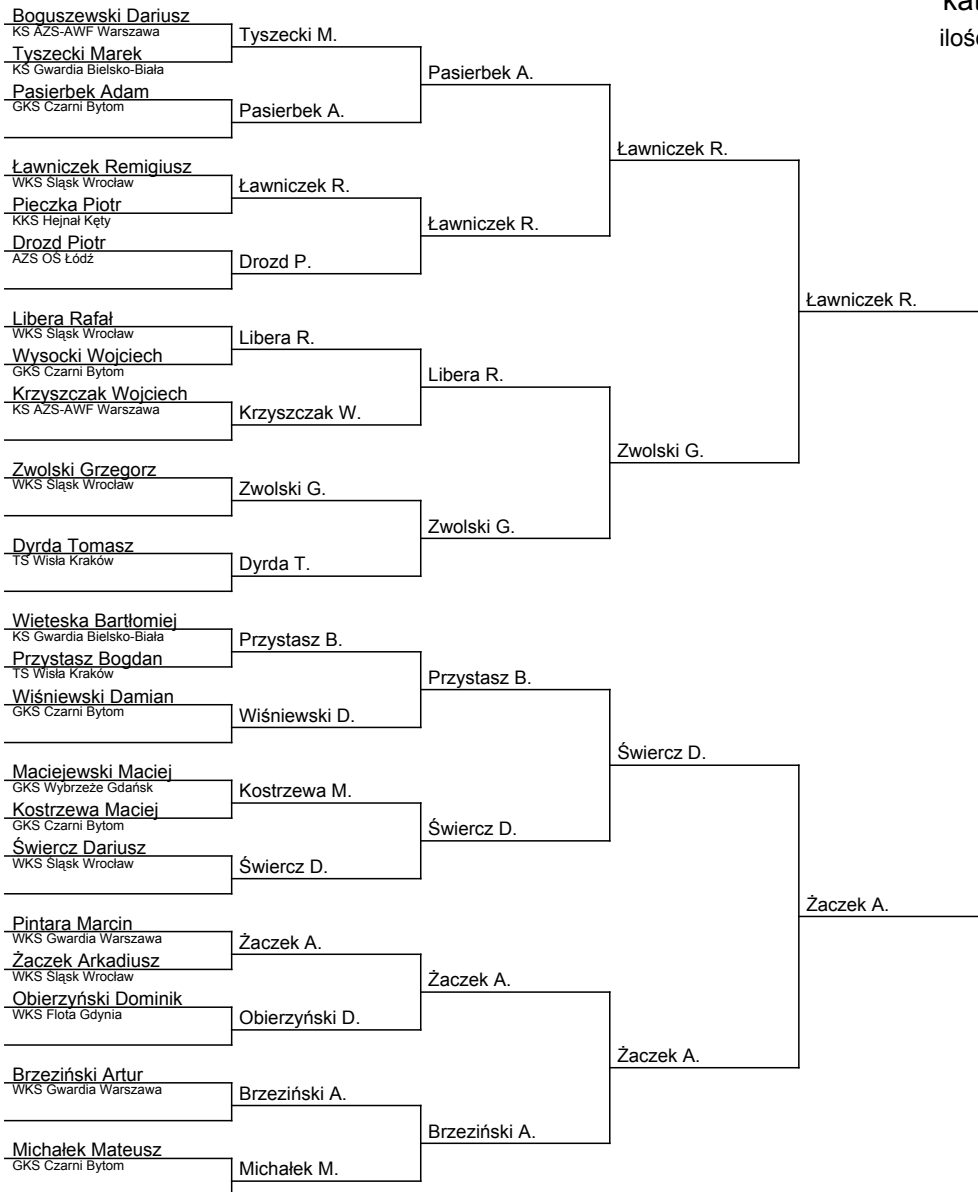 kat
ilość
Boguszewski Dariusz
KS AZS-AWF Warszawa
Tyszecki Marek
KS Gwardia Bielsko-Biała
Pasierbek Adam
GKS Czarni Bytom
Ławniczek Remigiusz
WKS Śląsk Wrocław
Pieczka Piotr
KKS Hejnał Kęty
Drozd Piotr
AZS OŚ Łódź
Libera Rafał
WKS Śląsk Wrocław
Wysocki Wojciech
GKS Czarni Bytom
Krzyszczak Wojciech
KS AZS-AWF Warszawa
Zwolski Grzegorz
WKS Śląsk Wrocław
Dyrda Tomasz
TS Wisła Kraków
Wieteska Bartłomiej
KS Gwardia Bielsko-Biała
Przystasz Bogdan
TS Wisła Kraków
Wiśniewski Damian
GKS Czarni Bytom
Maciejewski Maciej
GKS Wybrzeże Gdańsk
Kostrzewa Maciej
GKS Czarni Bytom
Świercz Dariusz
WKS Śląsk Wrocław
Pintara Marcin
WKS Gwardia Warszawa
Żaczek Arkadiusz
WKS Śląsk Wrocław
Obierzyński Dominik
WKS Flota Gdynia
Brzeziński Artur
WKS Gwardia Warszawa
Michałek Mateusz
GKS Czarni Bytom
Tyszecki M.
Pasierbek A.
Ławniczek R.
Drozd P.
Libera R.
Krzyszczak W.
Zwolski G.
Dyrda T.
Przystasz B.
Wiśniewski D.
Kostrzewa M.
Świercz D.
Żaczek A.
Obierzyński D.
Brzeziński A.
Michałek M.
Pasierbek A.
Ławniczek R.
Libera R.
Zwolski G.
Przystasz B.
Świercz D.
Żaczek A.
Brzeziński A.
Ławniczek R.
Zwolski G.
Świercz D.
Żaczek A.
Ławniczek R.
Żaczek A.